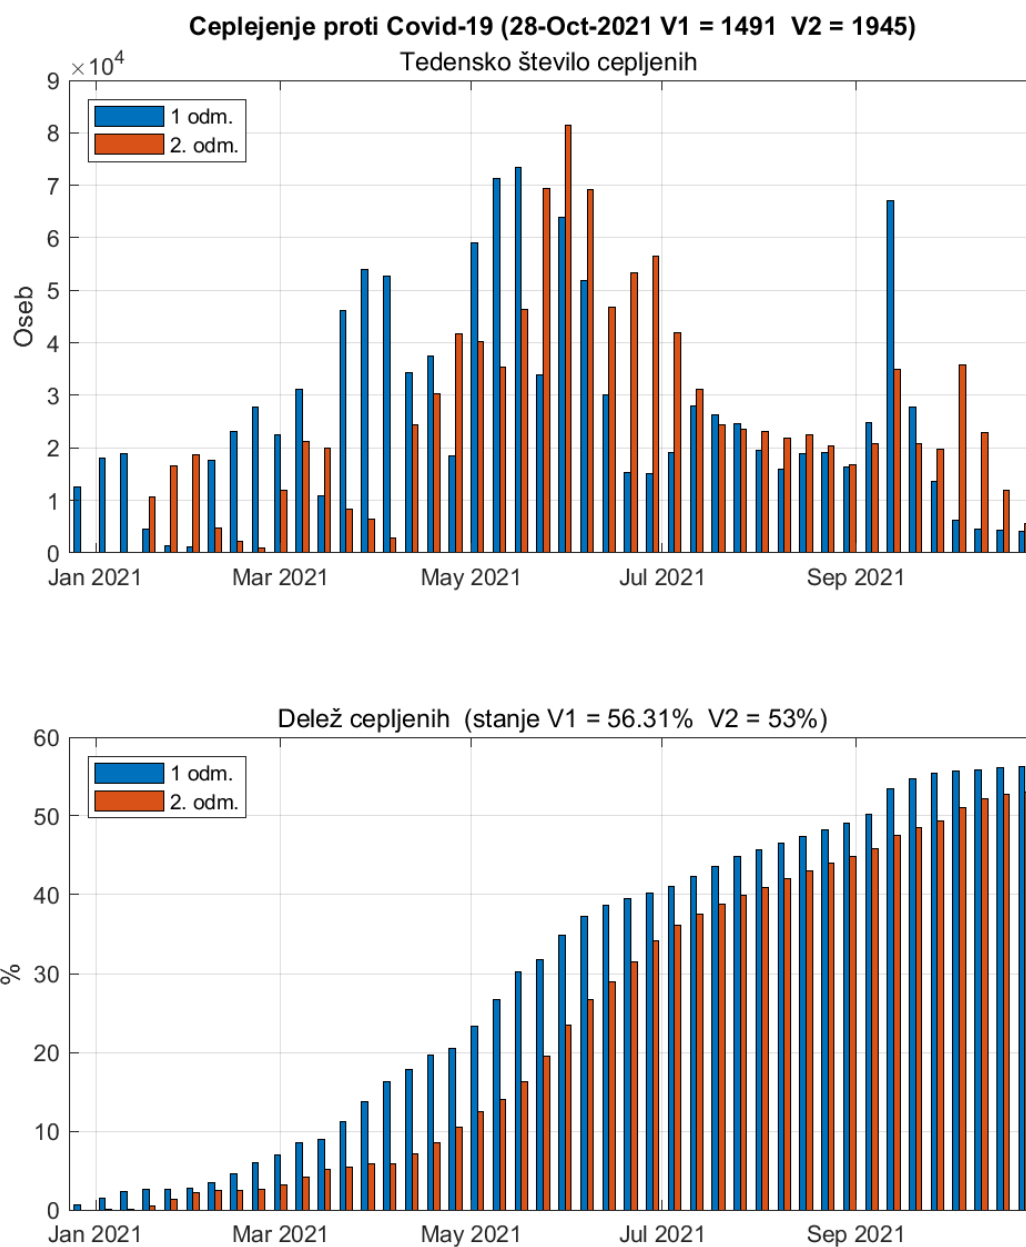 Ceplejenje proti Covid-19 (28-Oct-2021 V1 = 1491 V2 = 1945)
×10⁴
Tedensko število cepljenih
1 odm.
2. odm.
9
8
7
6
5
4
3
2
1
0
Oseb
Jan 2021 Mar 2021 May 2021 Jul 2021 Sep 2021
Delež cepljenih (stanje V1 = 56.31% V2 = 53%)
1 odm.
2. odm.
60
50
40
30
20
10
0
%
Jan 2021 Mar 2021 May 2021 Jul 2021 Sep 2021